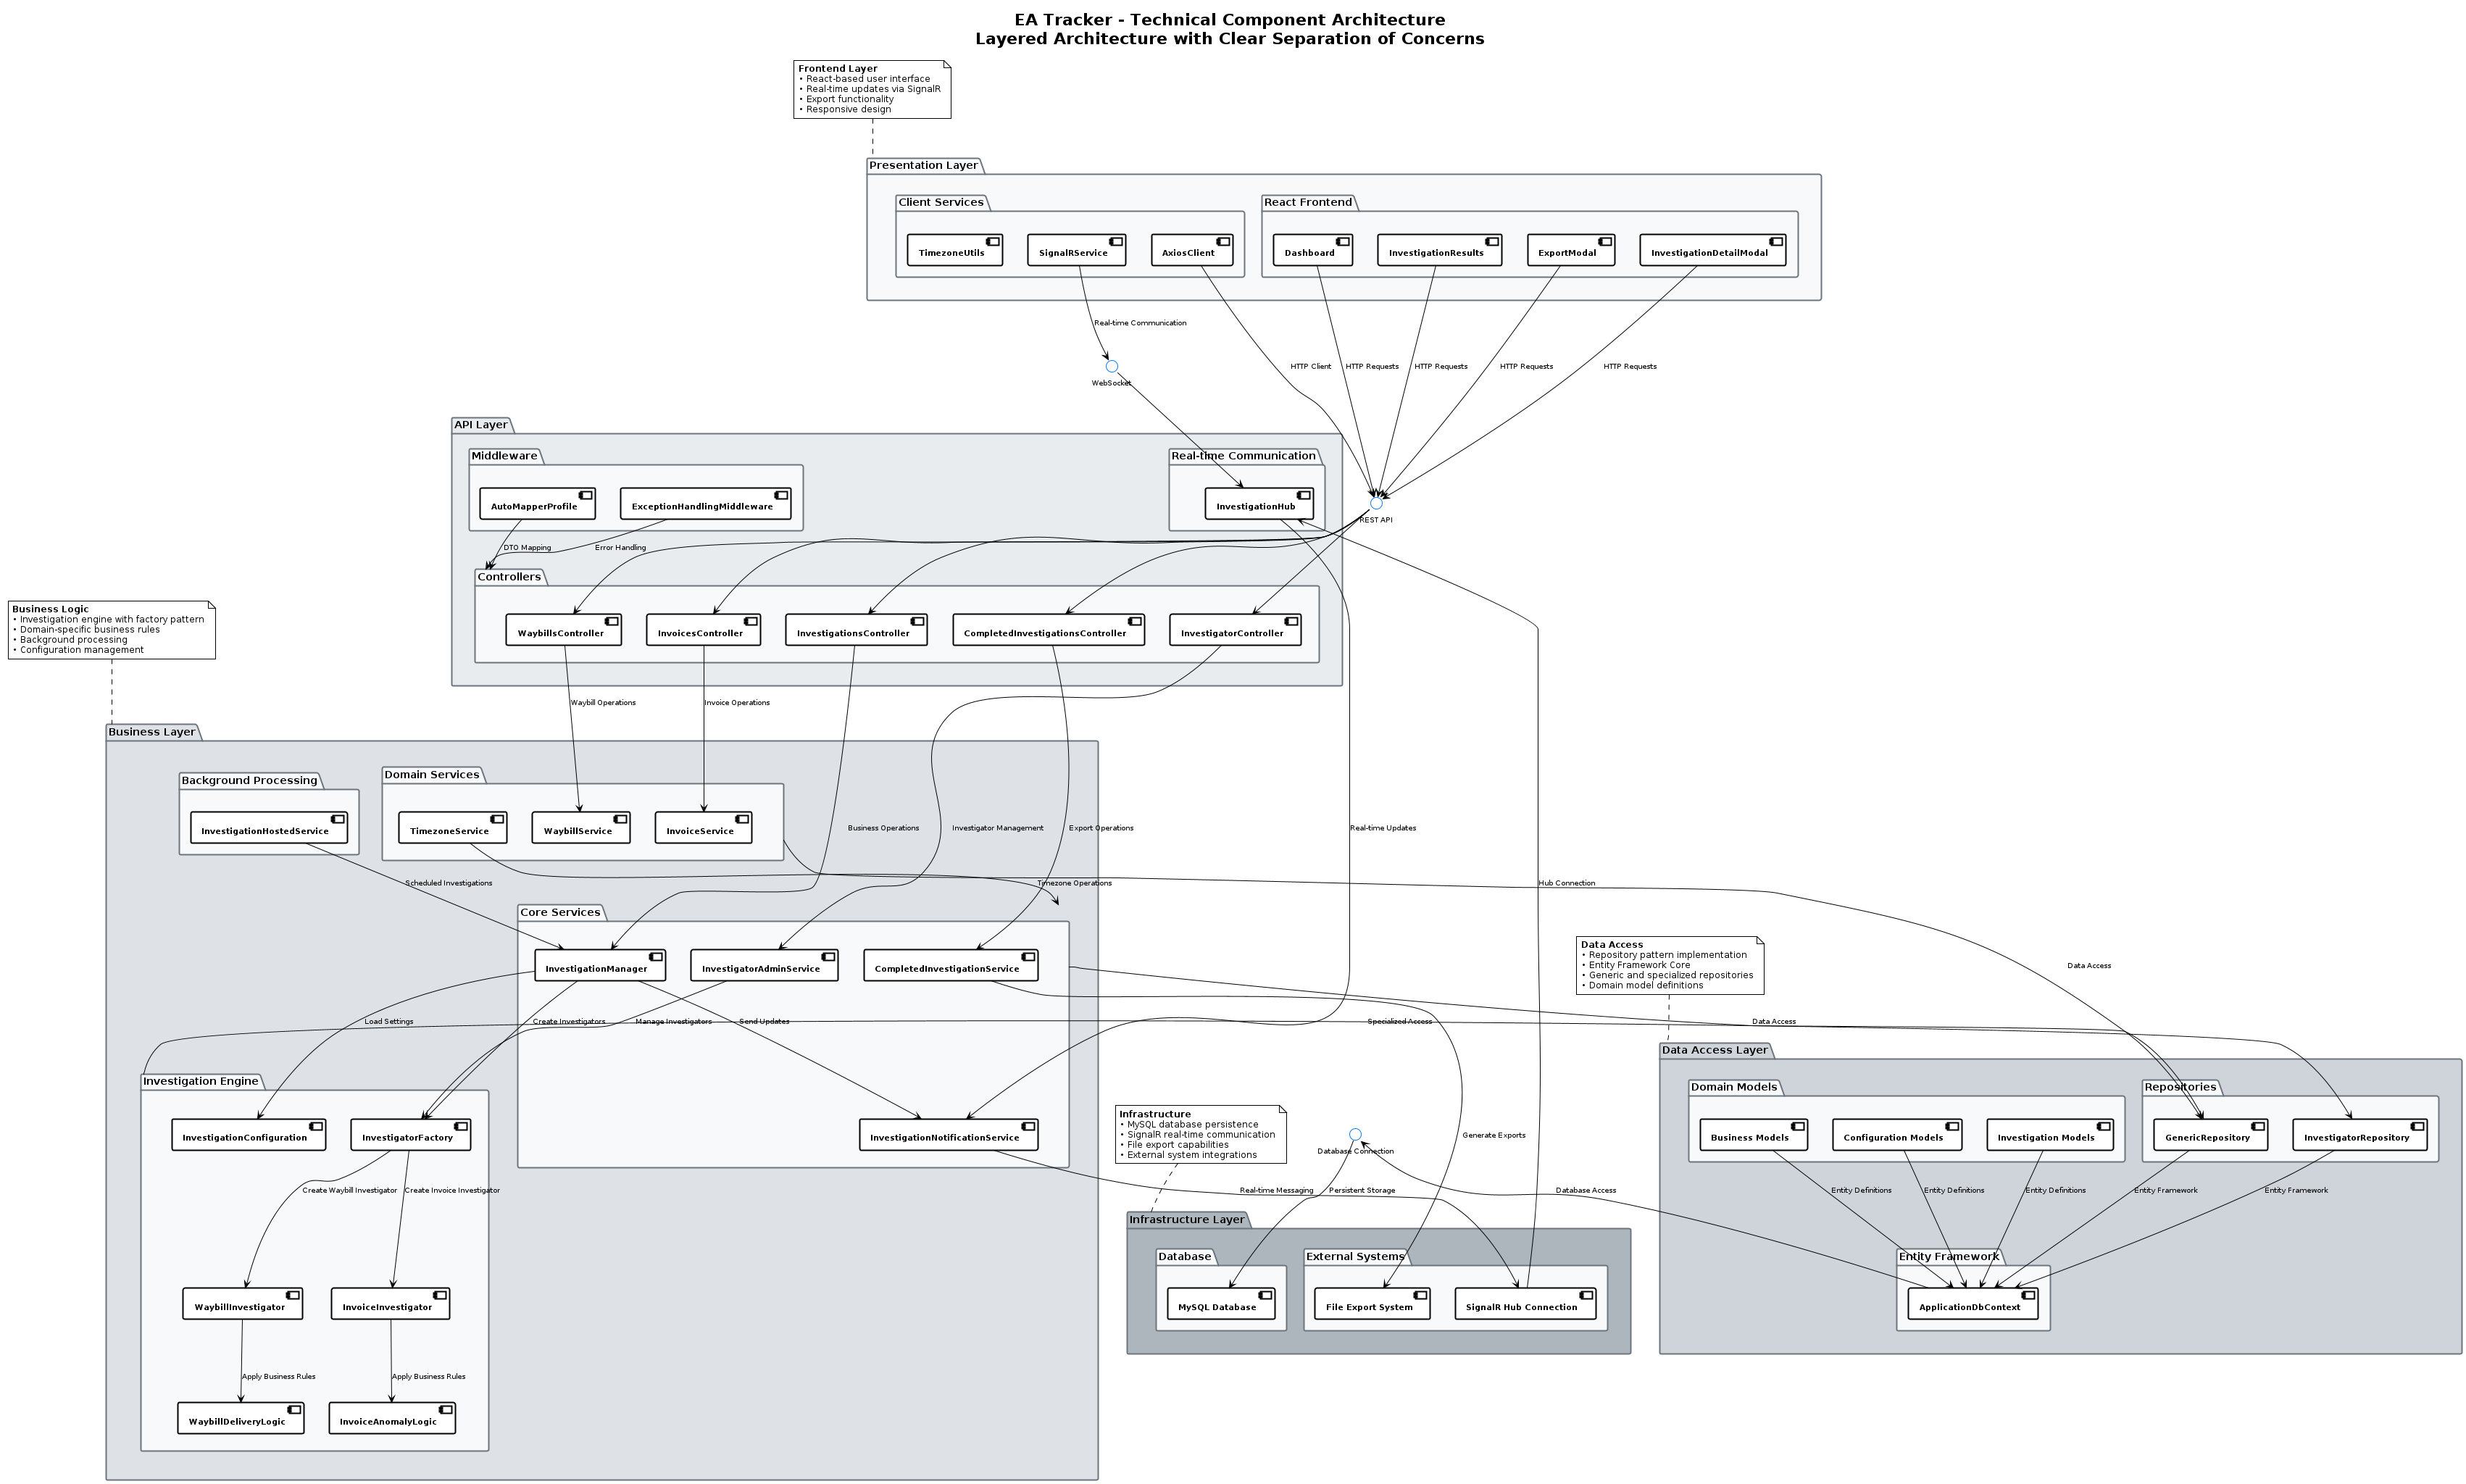 EA Tracker - Technical Component Architecture
Layered Architecture with Clear Separation of Concerns
Frontend Layer
• React-based user interface
• Real-time updates via SignalR
• Export functionality
• Responsive design
Presentation Layer
Client Services
React Frontend
TimezoneUtils
SignalRService
AxiosClient
Dashboard
InvestigationResults
ExportModal
InvestigationDetailModal
Real-time Communication
HTTP Client
HTTP Requests
HTTP Requests
HTTP Requests
HTTP Requests
WebSocket
API Layer
Middleware
Real-time Communication
AutoMapperProfile
ExceptionHandlingMiddleware
InvestigationHub
REST API
DTO Mapping
Error Handling
Controllers
WaybillsController
InvoicesController
InvestigationsController
CompletedInvestigationsController
InvestigatorController
Business Logic
• Investigation engine with factory pattern
• Domain-specific business rules
• Background processing
• Configuration management
Waybill Operations
Invoice Operations
Business Layer
Background Processing
Domain Services
InvestigationHostedService
TimezoneService
WaybillService
InvoiceService
Business Operations
Investigator Management
Export Operations
Real-time Updates
Scheduled Investigations
Timezone Operations
Hub Connection
Core Services
InvestigationManager
InvestigatorAdminService
CompletedInvestigationService
Data Access
• Repository pattern implementation
• Entity Framework Core
• Generic and specialized repositories
• Domain model definitions
Data Access
Load Settings
Create Investigators
Manage Investigators
Send Updates
Specialized Access
Data Access
Data Access Layer
Investigation Engine
Domain Models
Repositories
InvestigationConfiguration
InvestigatorFactory
InvestigationNotificationService
Infrastructure
• MySQL database persistence
• SignalR real-time communication
• File export capabilities
• External system integrations
Database Connection
Generate Exports
Business Models
Configuration Models
Investigation Models
GenericRepository
InvestigatorRepository
Create Waybill Investigator
Create Invoice Investigator
Real-time Messaging
Persistent Storage
Database Access
Entity Definitions
Entity Definitions
Entity Definitions
Entity Framework
Entity Framework
Infrastructure Layer
Database
External Systems
Entity Framework
WaybillInvestigator
InvoiceInvestigator
MySQL Database
File Export System
SignalR Hub Connection
ApplicationDbContext
Apply Business Rules
Apply Business Rules
WaybillDeliveryLogic
InvoiceAnomalyLogic